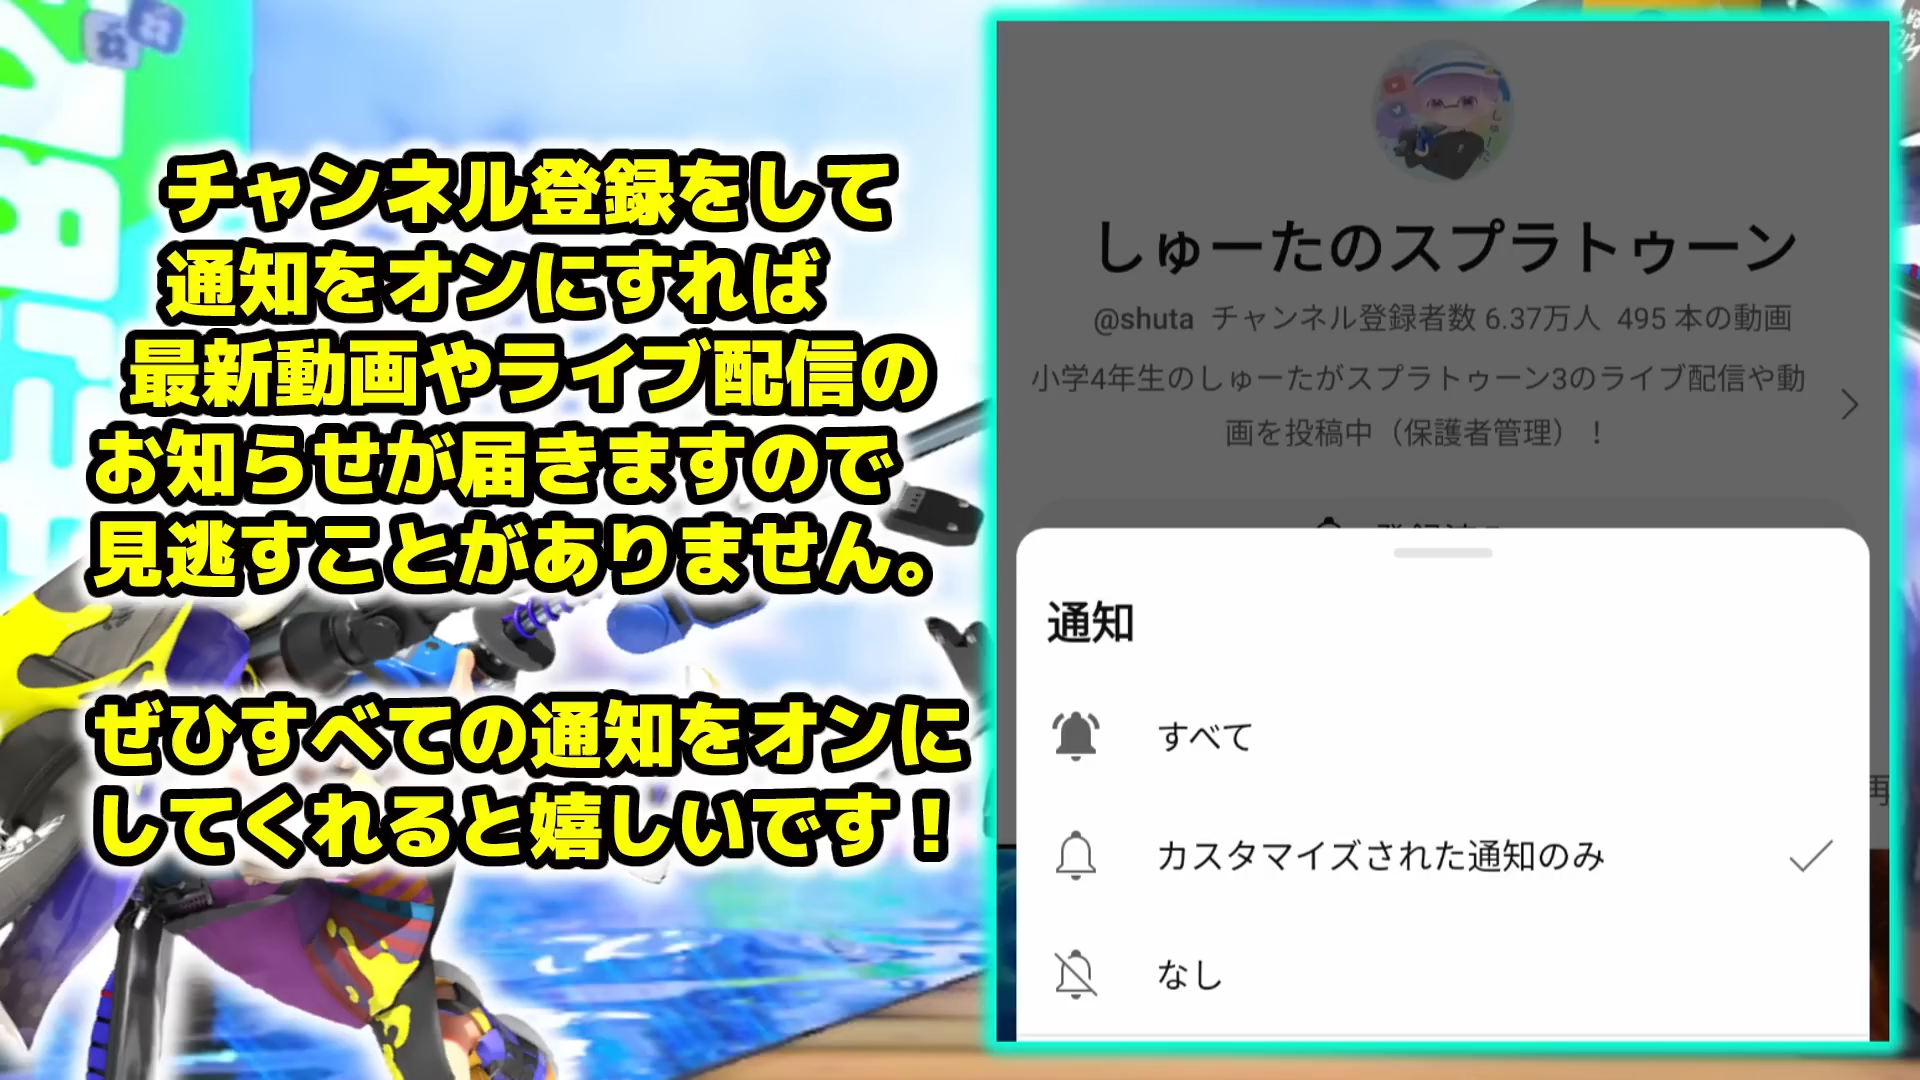 チャンネル登録をして
通知をオンにすれば
最新動画やライブ配信の
お知らせが届きますので
見逃すことがありません。
ぜひすべての通知をオンに
してくれると嬉しいです！
しゅーたのスプラトゥーン
@shuta チャンネル登録者数 6.37万人 495 本の動画
小学4年生のしゅーたがスプラトゥーン3のライブ配信や動
画を投稿中（保護者管理）！
通知
すべて
再
カスタマイズされた通知のみ
なし